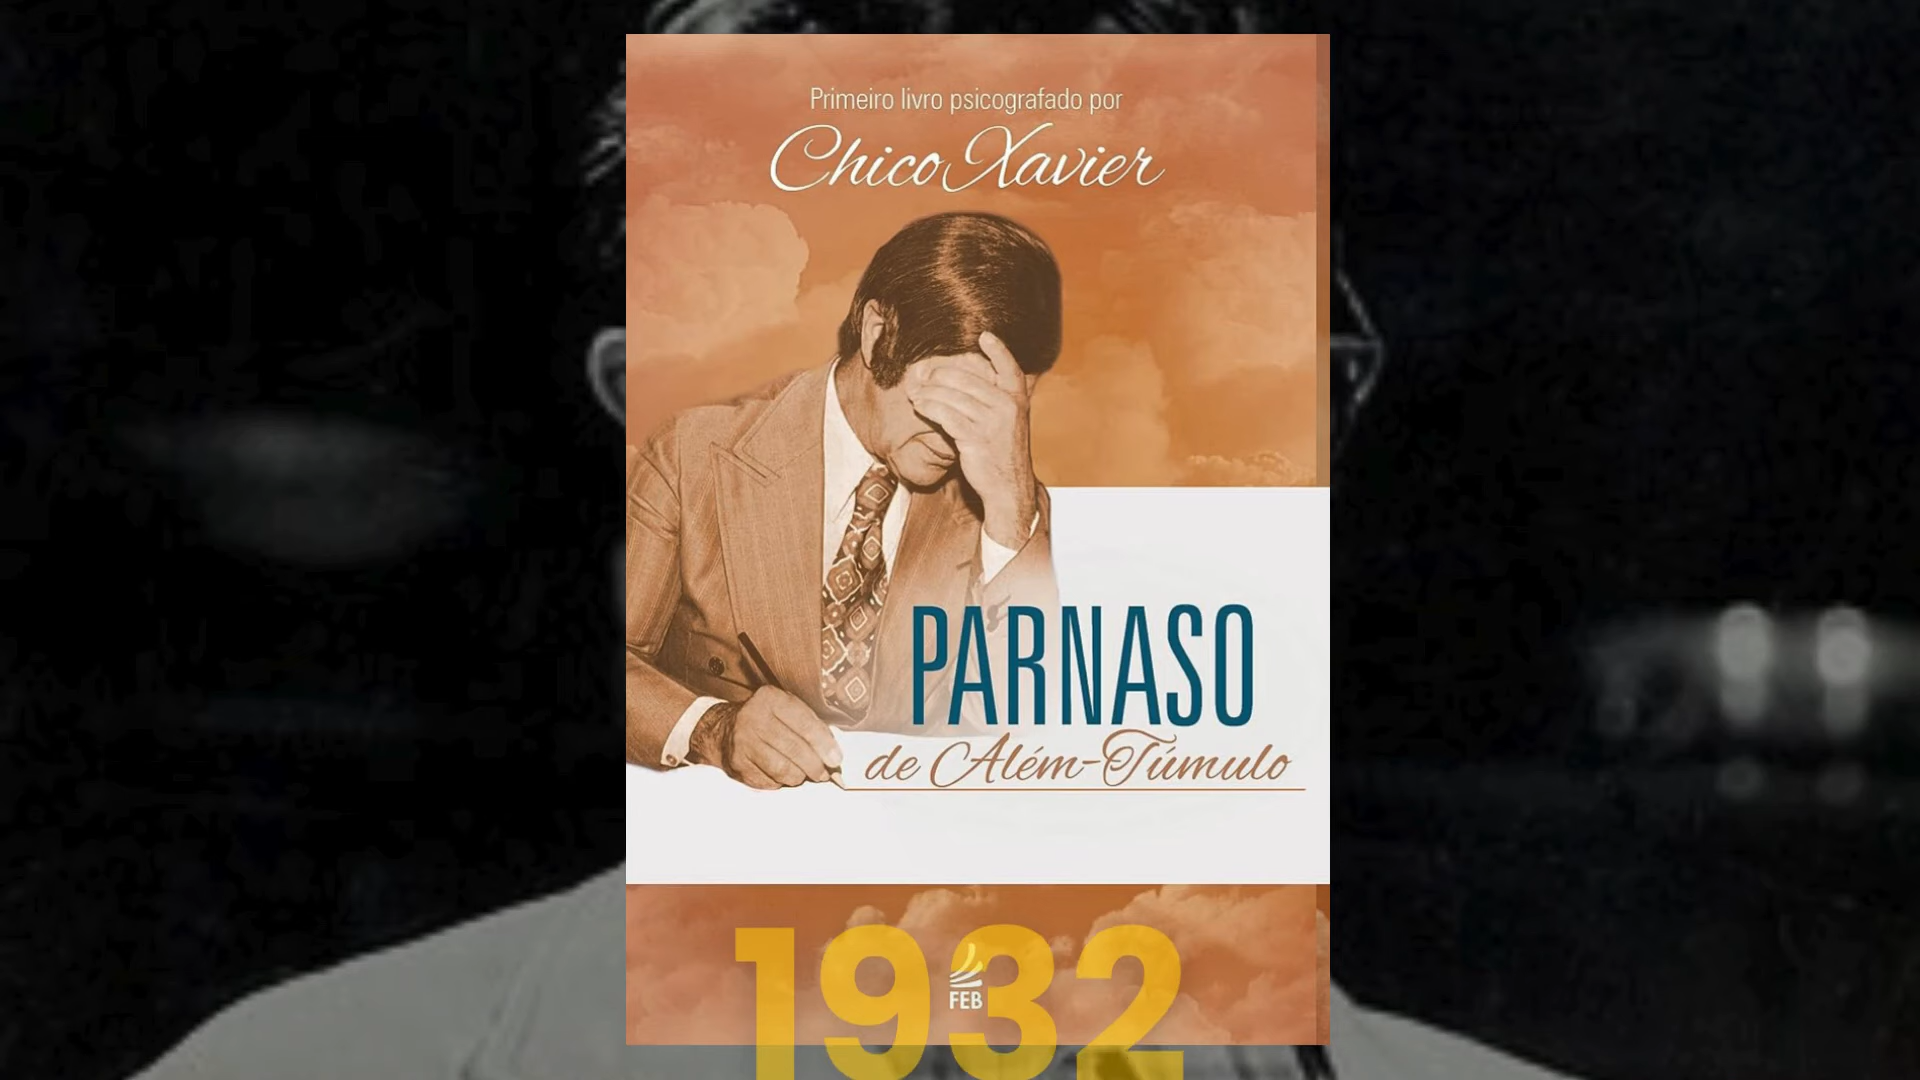 Primeiro livro psicografado por
Chico Xavier
PARNASO
de Além-Túmulo
FEB
1932